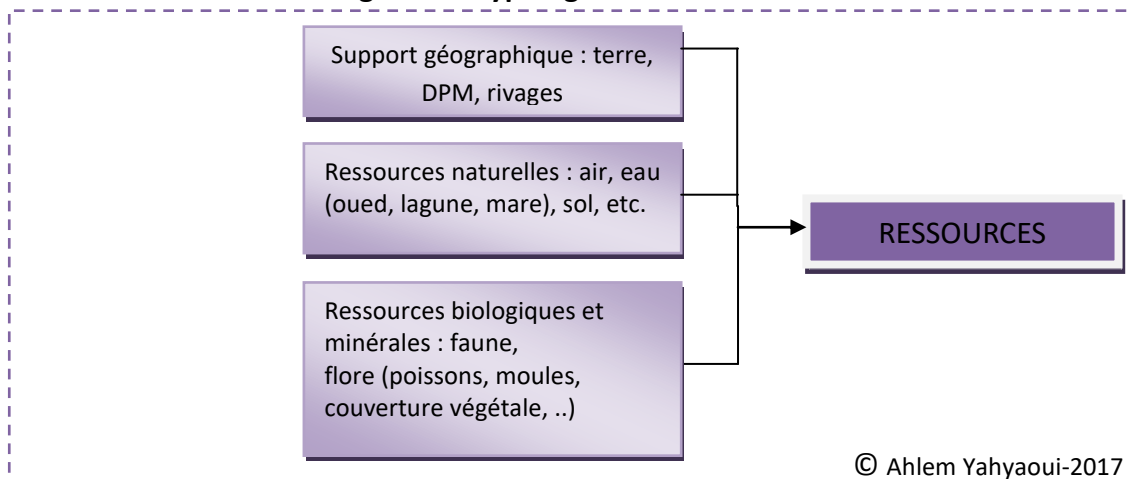 Support géographique : terre,
DPM, rivages
Ressources naturelles : air, eau
(oued, lagune, mare), sol, etc.
RESSOURCES
Ressources biologiques et
minérales : faune,
flore (poissons, moules,
couverture végétale, ..)
© Ahlem Yahyaoui-2017